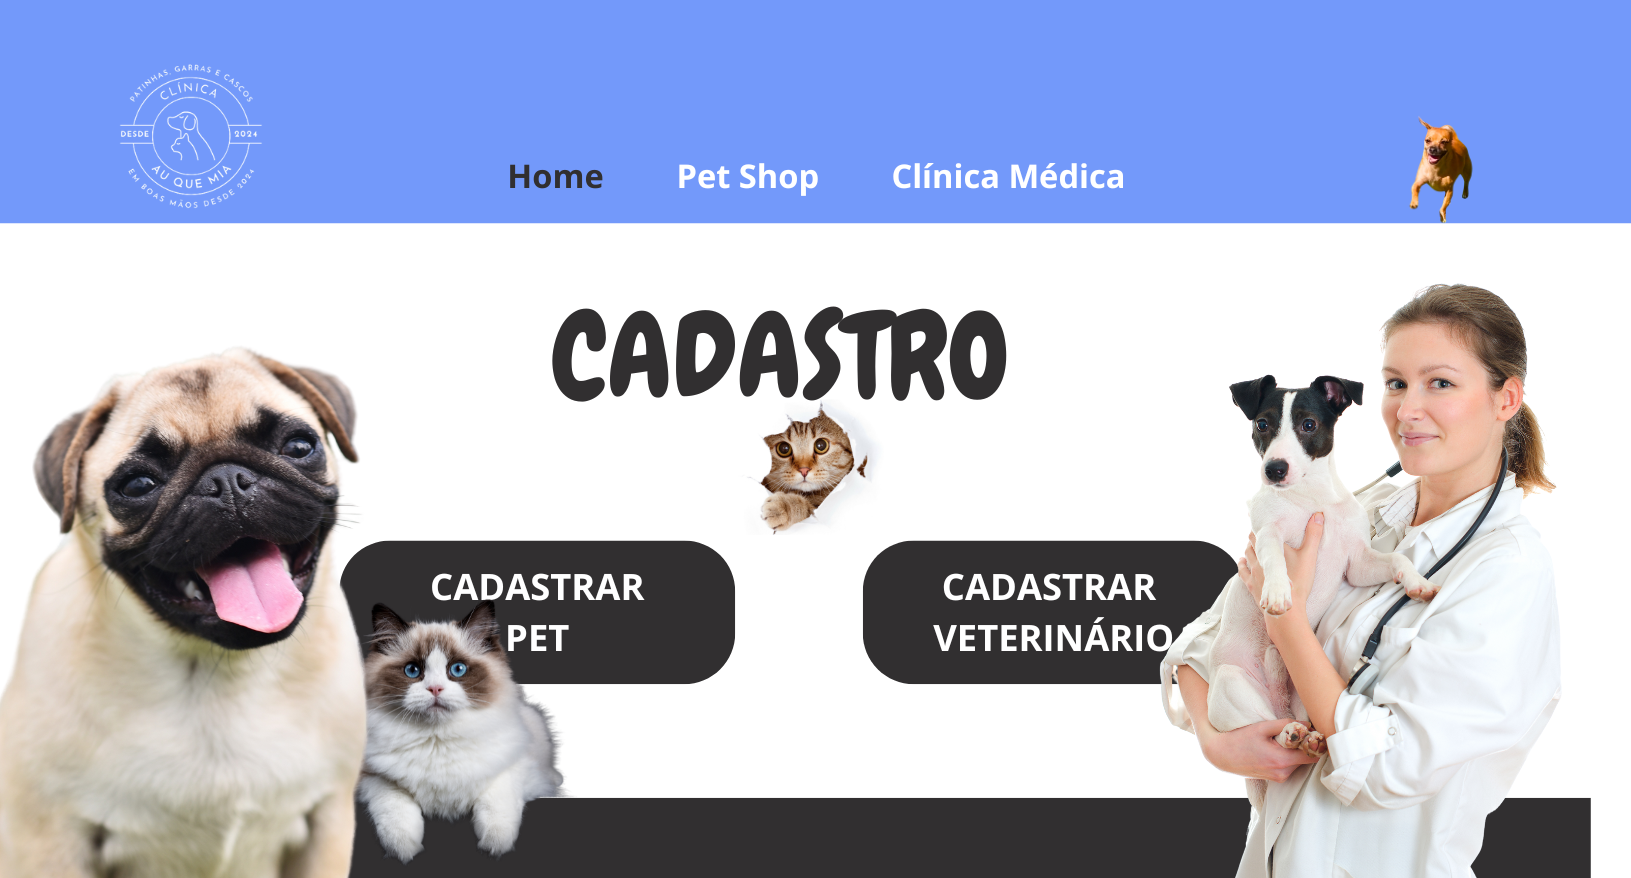 PATINHAS, GARRAS E CASCOS
CLÍNICA
DESDE 2024
AU QUE MIA
EM BOAS MÃOS DESDE 2024
Home Pet Shop Clínica Médica
CADASTRO
CADASTRAR
PET
CADASTRAR
VETERINÁRIO